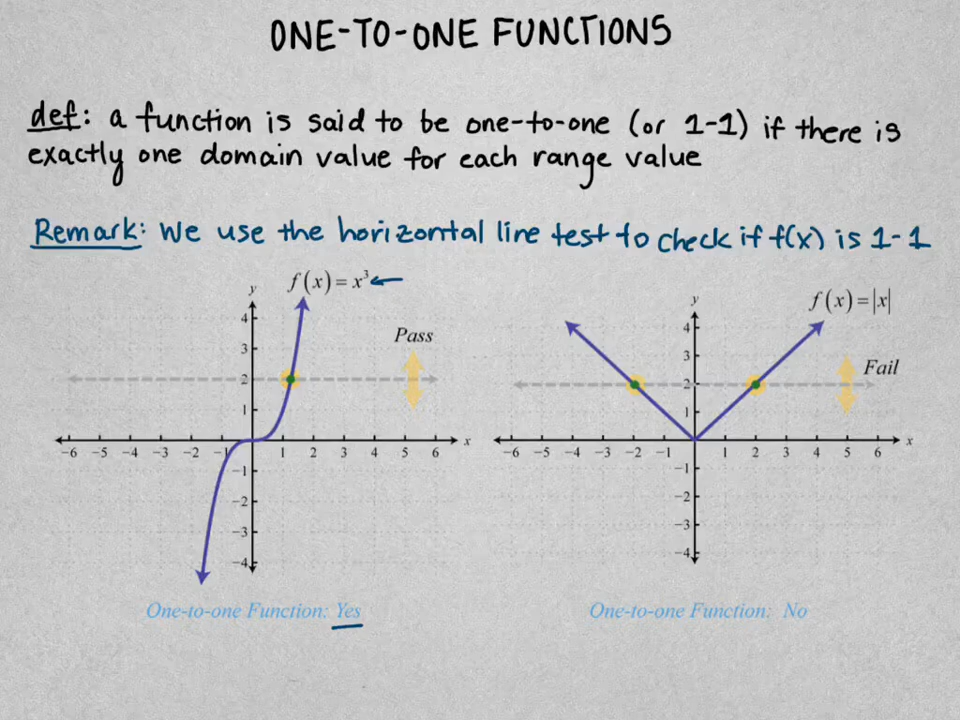 ONE-TO-ONE FUNCTIONS
def: a function is said to be one-to-one (or 1-1) if there is
exactly one domain value for each range value
Remark: We use the horizontal line test to check if f(x) is 1-1
f(x) = x³
y
4
3
2
1
-6 -5 -4 -3 -2 -1 1 2 3 4 5 6 x
-1
-2
-3
-4
Pass
One-to-one Function: Yes
f(x) = |x|
y
4
3
2
1
-6 -5 -4 -3 -2 -1 1 2 3 4 5 6 x
-1
-2
-3
-4
Fail
One-to-one Function: No